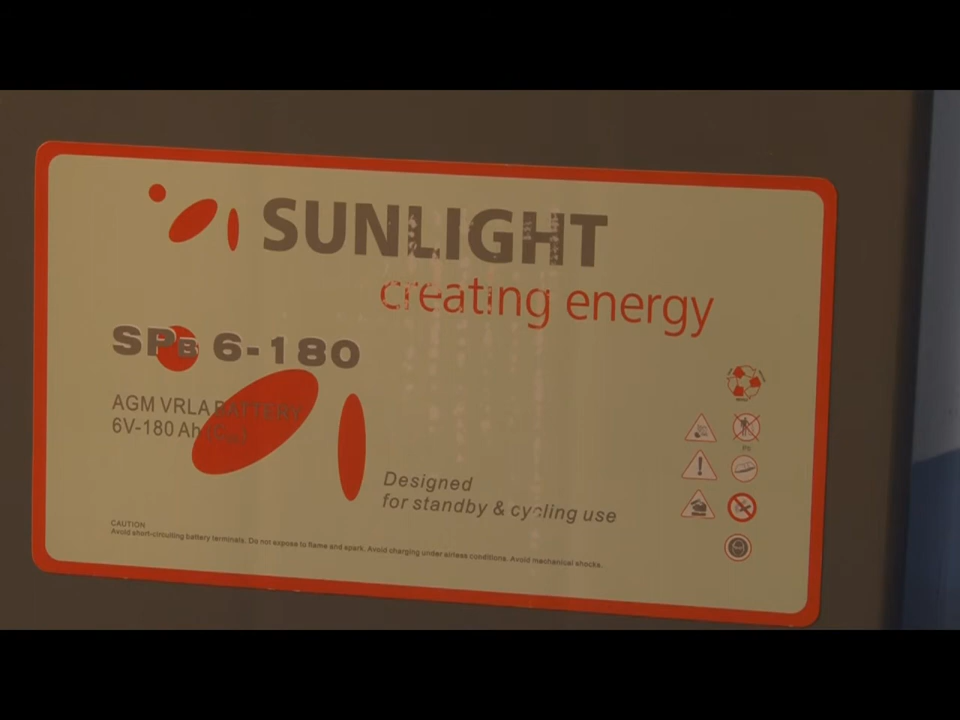 SUNLIGHT
creating energy
SPB 6-180
AGM VRLA BATTERY
6V-180 Ah
Designed
for standby & cycling use
CAUTION
Avoid short-circuiting battery terminals. Do not expose to flame and spark. Avoid charging under airless conditions. Avoid mechanical shocks.
Pb